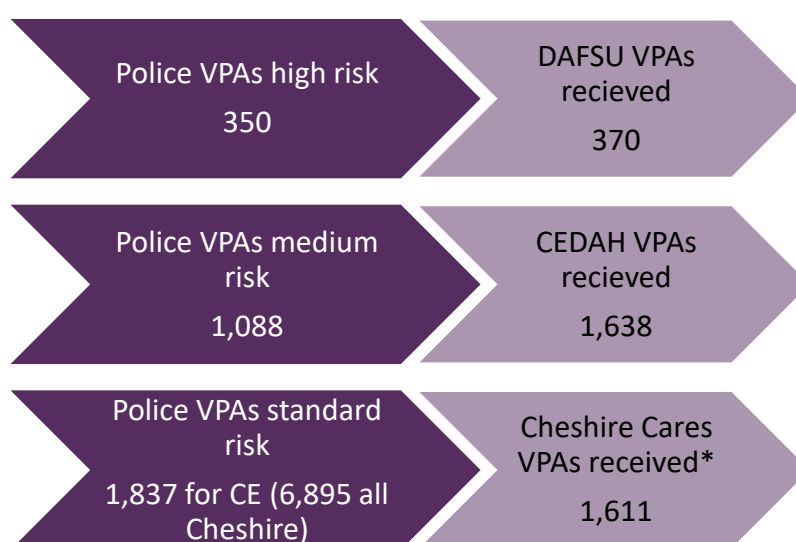 Police VPAs high risk
350
DAFSU VPAs
recieved
370
Police VPAs medium
risk
1,088
CEDAH VPAs
recieved
1,638
Police VPAs standard
risk
1,837 for CE (6,895 all
Cheshire)
Cheshire Cares
VPAs received*
1,611